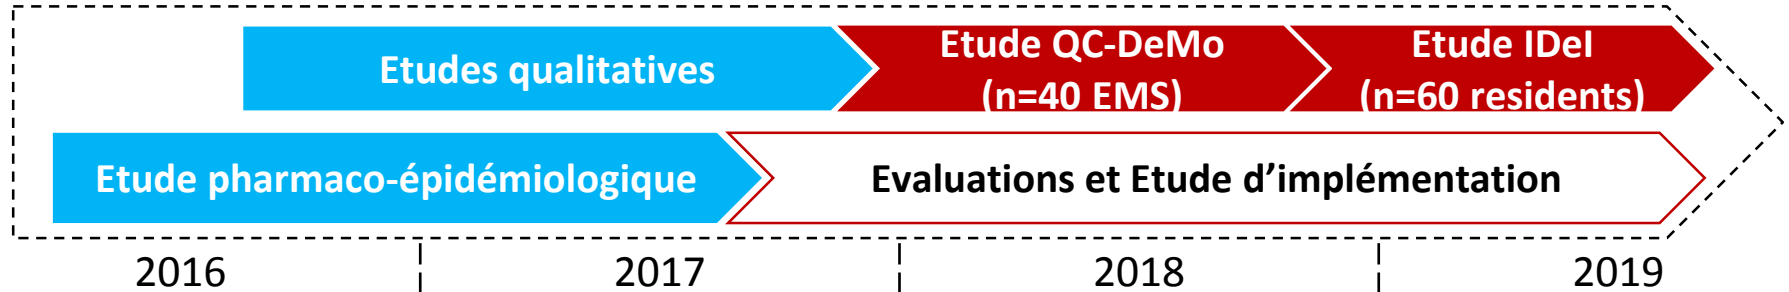 Etudes qualitatives
Etude QC-DeMo
(n=40 EMS)
Etude IDeI
(n=60 residents)
Etude pharmaco-épidémiologique
Evaluations et Etude d’implémentation
2016
2017
2018
2019